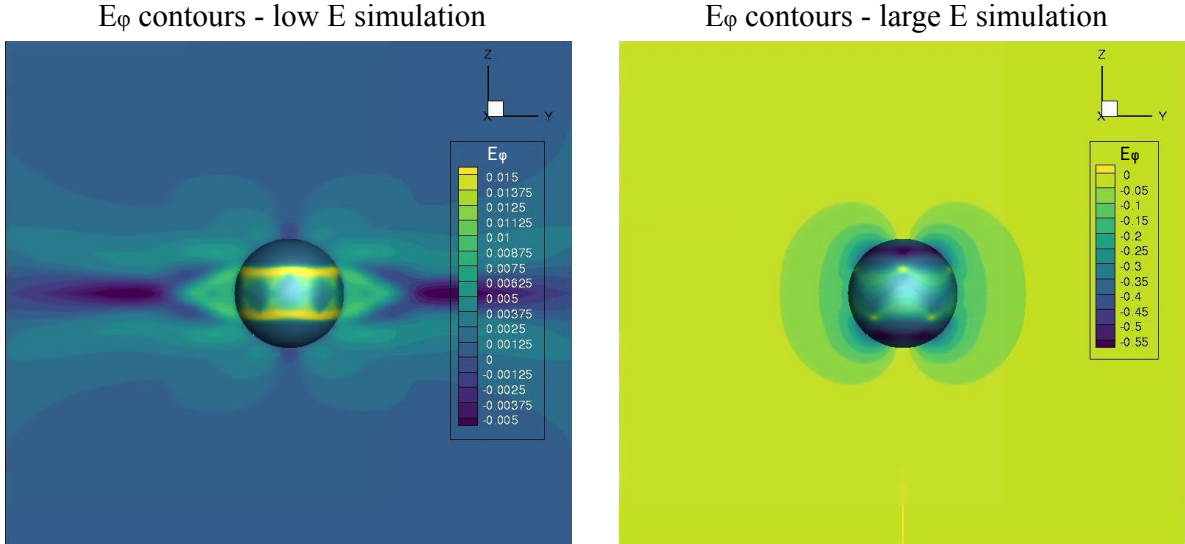 Eφ contours - low E simulation
Eφ contours - large E simulation
Z
X
Y
Eφ
0.015
0.01375
0.0125
0.01125
0.01
0.00875
0.0075
0.00625
0.005
0.00375
0.0025
0.00125
0
-0.00125
-0.0025
-0.00375
-0.005
Z
X
Y
Eφ
0
-0.05
-0.1
-0.15
-0.2
-0.25
-0.3
-0.35
-0.4
-0.45
-0.5
-0.55